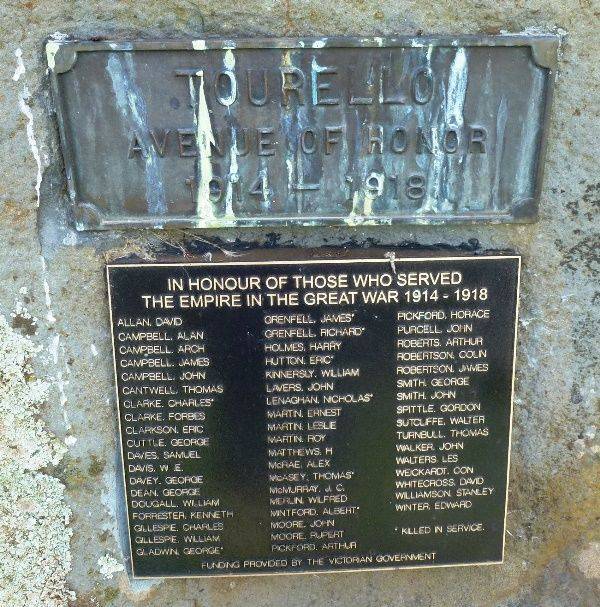 TOURELLO
AVENUE OF HONOR
1914 – 1918
IN HONOUR OF THOSE WHO SERVED
THE EMPIRE IN THE GREAT WAR 1914 - 1918
ALLAN, DAVID
CAMPBELL, ALAN
CAMPBELL, ARCH
CAMPBELL, JAMES
CAMPBELL, JOHN
CANTWELL, THOMAS
CLARKE, CHARLES*
CLARKE, FORBES
CLARKSON, ERIC
CUTTLE, GEORGE
DAVES, SAMUEL
DAVIS, W .E.
DAVEY, GEORGE
DEAN, GEORGE
DOUGALL, WILLIAM
FORRESTER, KENNETH
GILLESPIE, CHARLES
GILLESPIE, WILLIAM
GLADWIN, GEORGE*
GRENFELL, JAMES*
GRENFELL, RICHARD*
HOLMES, HARRY
HUTTON, ERIC*
KINNERSLY, WILLIAM
LAVERS, JOHN
LENAGHAN, NICHOLAS*
MARTIN, ERNEST
MARTIN, LESLIE
MARTIN, ROY
MATTHEWS, H
McRAE, ALEX
McASEY, THOMAS*
McMURRAY, J. C.
MERLIN, WILFRED
MINTFORD, ALBERT*
MOORE, JOHN
MOORE, RUPERT
PICKFORD, ARTHUR
PICKFORD, HORACE
PURCELL, JOHN
ROBERTS, ARTHUR
ROBERTSON, COLIN
ROBERTSON, JAMES
SMITH, GEORGE
SMITH, JOHN
SPITTLE, GORDON
SUTCLIFFE, WALTER
TURNBULL, THOMAS
WALKER, JOHN
WALTERS, LES
WEICKARDT, CON
WHITECROSS, DAVID
WILLIAMSON, STANLEY
WINTER, EDWARD
* KILLED IN SERVICE.
FUNDING PROVIDED BY THE VICTORIAN GOVERNMENT